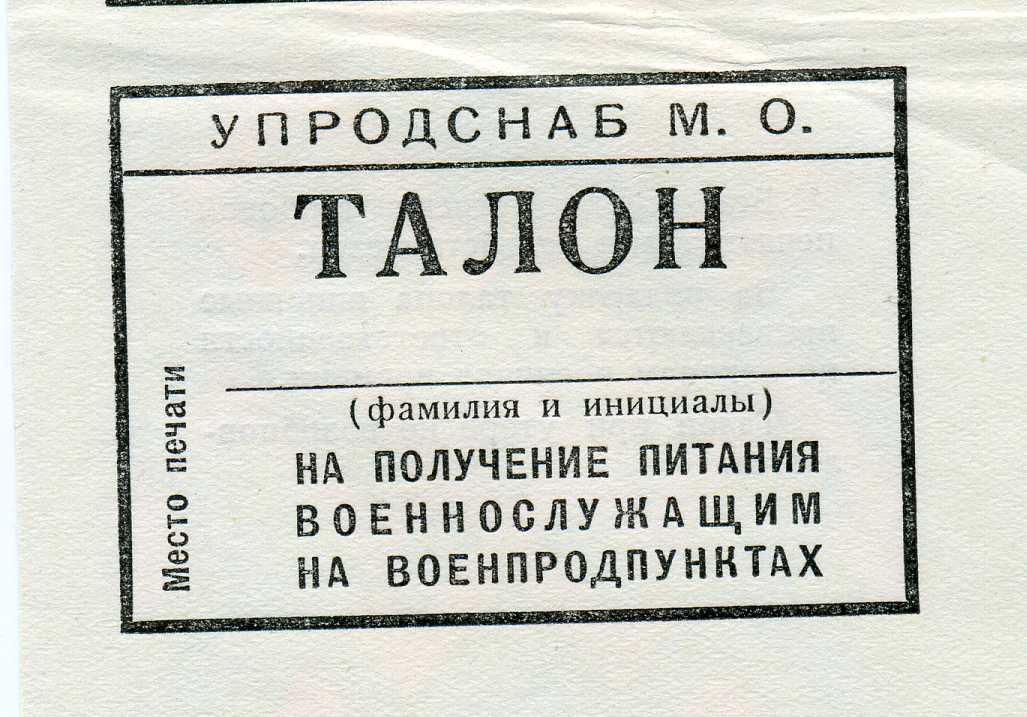 УПРОДСНАБ М. О.
ТАЛОН
(фамилия и инициалы)
НА ПОЛУЧЕНИЕ ПИТАНИЯ
ВОЕННОСЛУЖАЩИМ
НА ВОЕНПРОДПУНКТАХ
Место печати